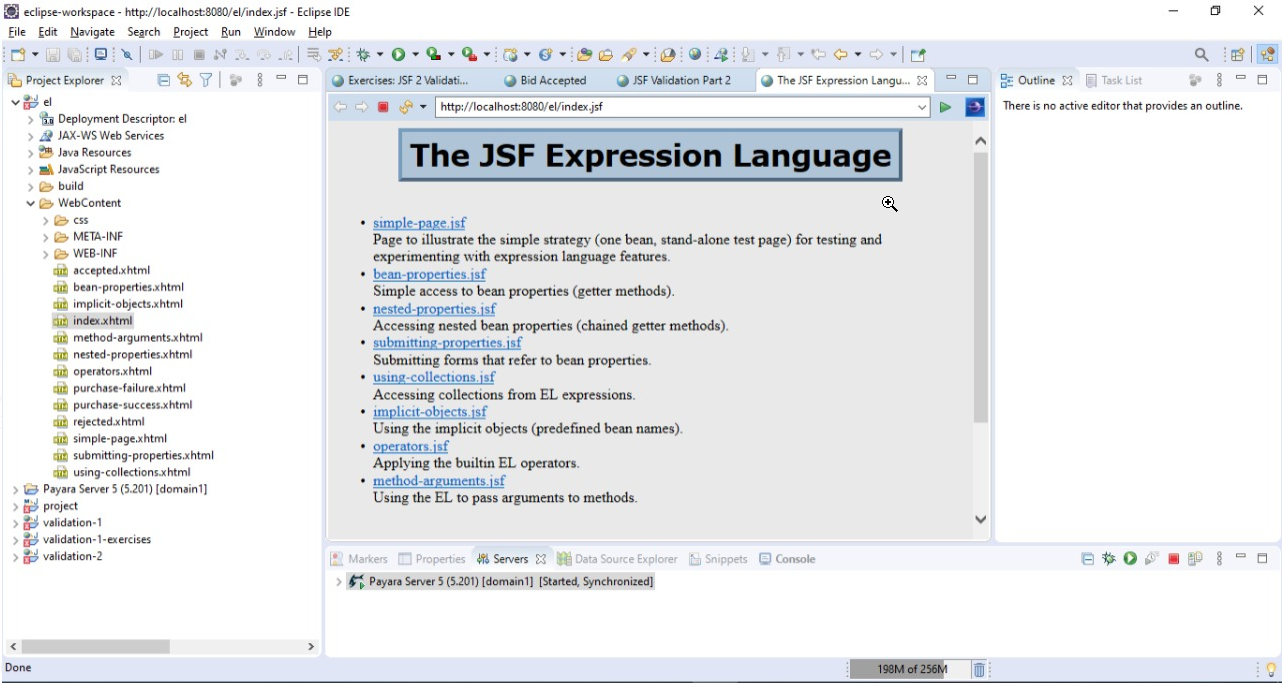 eclipse-workspace - http://localhost:8080/el/index.jsf - Eclipse IDE
File Edit Navigate Search Project Run Window Help
Project Explorer
el
Deployment Descriptor: el
JAX-WS Web Services
Java Resources
JavaScript Resources
build
WebContent
css
META-INF
WEB-INF
accepted.xhtml
bean-properties.xhtml
implicit-objects.xhtml
index.xhtml
method-arguments.xhtml
nested-properties.xhtml
operators.xhtml
purchase-failure.xhtml
purchase-success.xhtml
rejected.xhtml
simple-page.xhtml
submitting-properties.xhtml
using-collections.xhtml
Payara Server 5 (5.201) [domain1]
project
validation-1
validation-1-exercises
validation-2
Exercises: JSF 2 Validati... Bid Accepted JSF Validation Part 2 The JSF Expression Langu...
http://localhost:8080/el/index.jsf
The JSF Expression Language
• simple-page.jsf
Page to illustrate the simple strategy (one bean, stand-alone test page) for testing and
experimenting with expression language features.
• bean-properties.jsf
Simple access to bean properties (getter methods).
• nested-properties.jsf
Accessing nested bean properties (chained getter methods).
• submitting-properties.jsf
Submitting forms that refer to bean properties.
• using-collections.jsf
Accessing collections from EL expressions.
• implicit-objects.jsf
Using the implicit objects (predefined bean names).
• operators.jsf
Applying the builtin EL operators.
• method-arguments.jsf
Using the EL to pass arguments to methods.
Outline Task List
There is no active editor that provides an outline.
Markers Properties Servers Data Source Explorer Snippets Console
Payara Server 5 (5.201) [domain1] [Started, Synchronized]
Done
198M of 256M